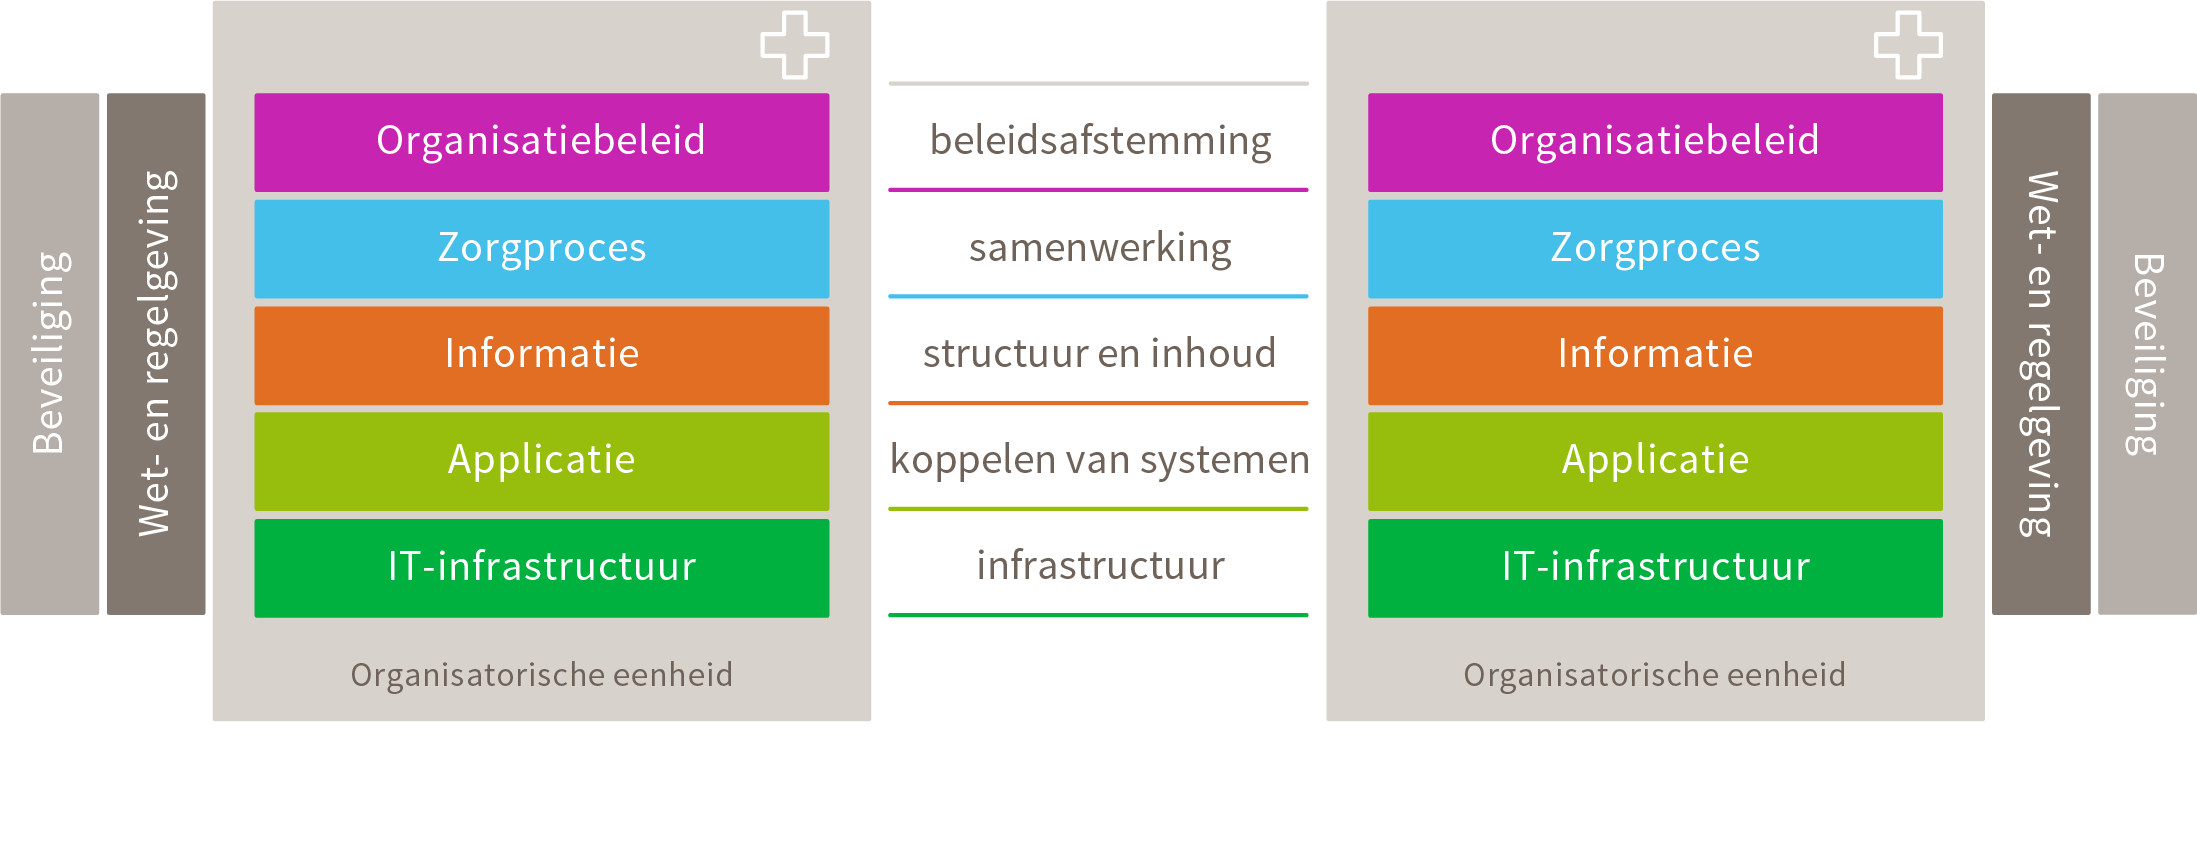 Beveiliging
Wet- en regelgeving
Organisatiebeleid
Zorgproces
Informatie
Applicatie
IT-infrastructuur
Organisatorische eenheid
beleidsafstemming
samenwerking
structuur en inhoud
koppelen van systemen
infrastructuur
Organisatiebeleid
Zorgproces
Informatie
Applicatie
IT-infrastructuur
Organisatorische eenheid
Wet- en regelgeving
Beveiliging